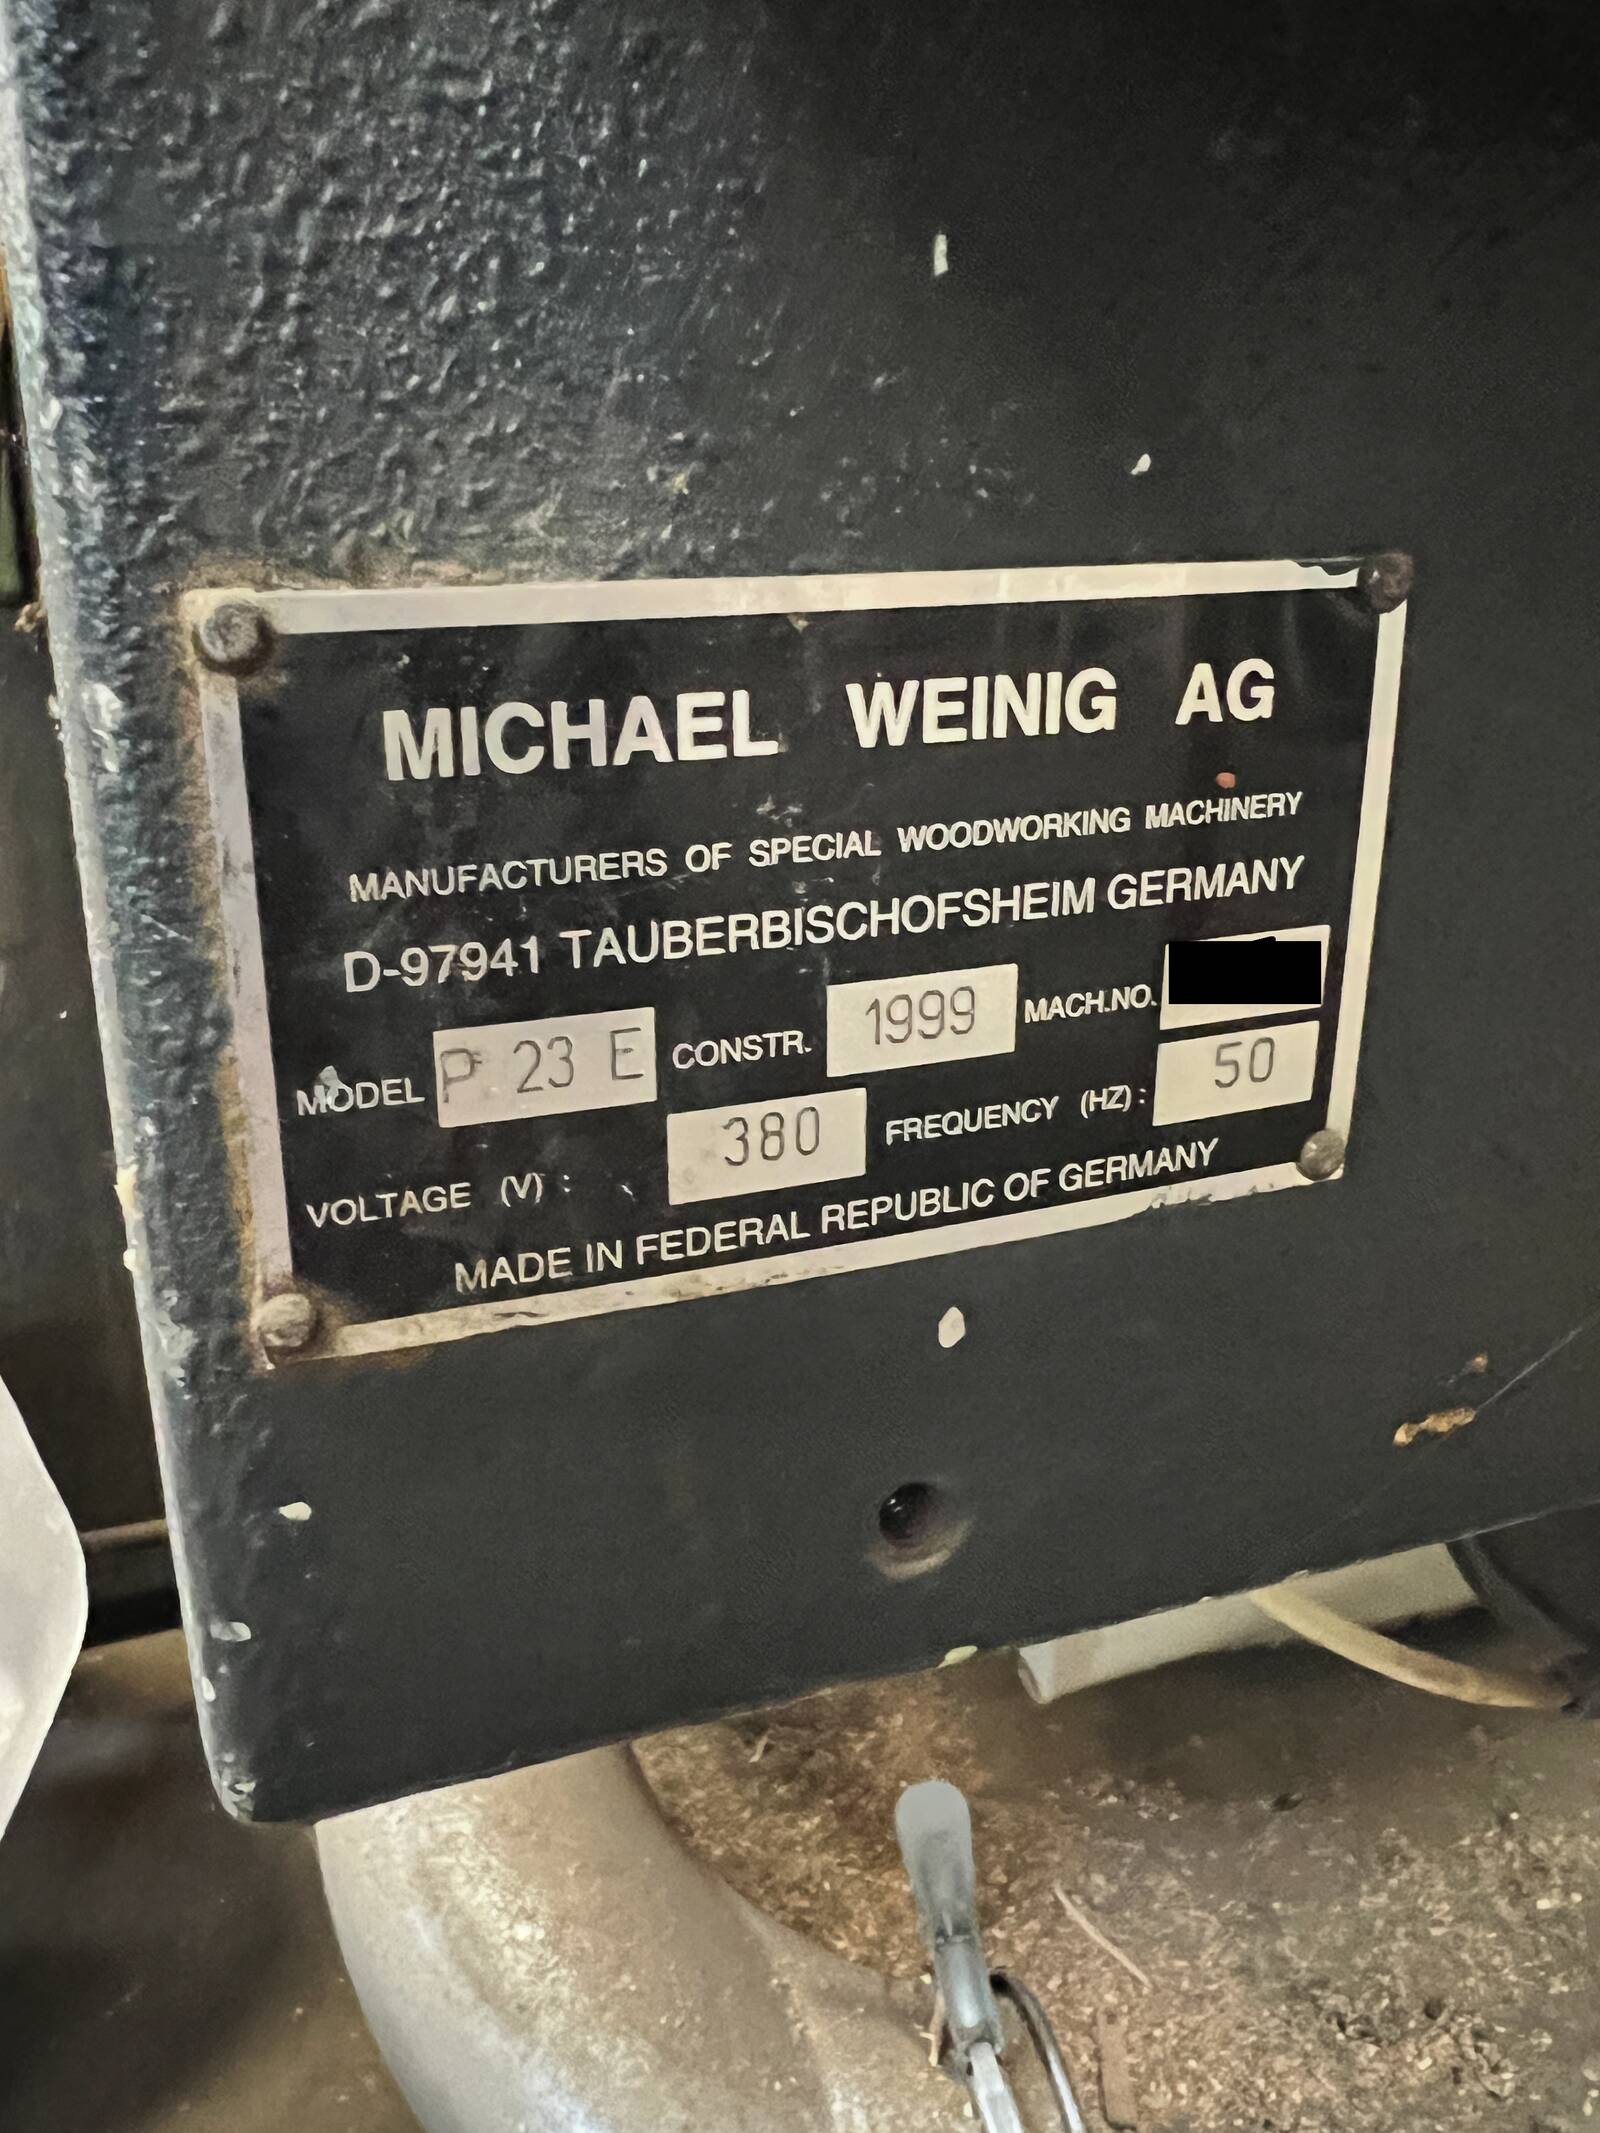 MICHAEL WEINIG AG
MANUFACTURERS OF SPECIAL WOODWORKING MACHINERY
D-97941 TAUBERBISCHOFSHEIM GERMANY
MODEL P 23 E CONSTR. 1999 MACH.NO.
VOLTAGE (V) : 380 FREQUENCY (HZ) : 50
MADE IN FEDERAL REPUBLIC OF GERMANY